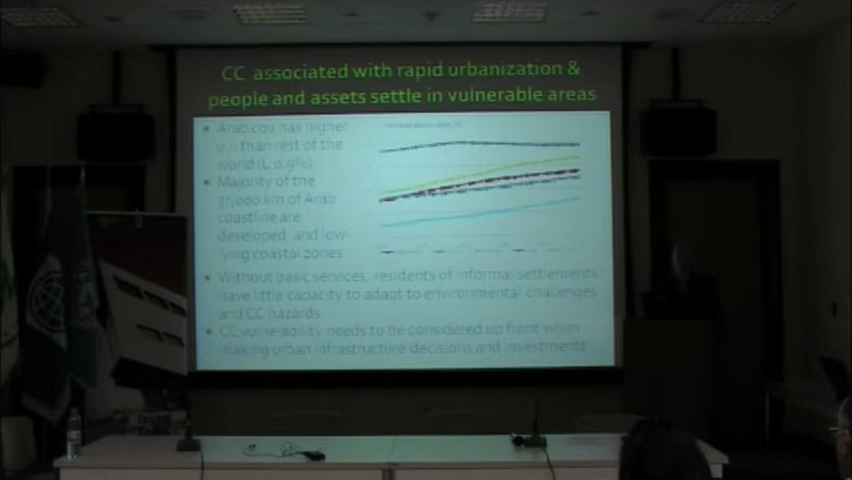 CC associated with rapid urbanization &
people and assets settle in vulnerable areas
Arab cou has higher
than rest of the
world (L 0.9%)
Majority of the
37,000 km of Arab
coastline are
developed and low-
lying coastal zones.
Without basic services, residents of informal settlements
have little capacity to adapt to environmental challenges
and CC hazards
CC vulnerability needs to be considered up front when
making urban infrastructure decisions and investments